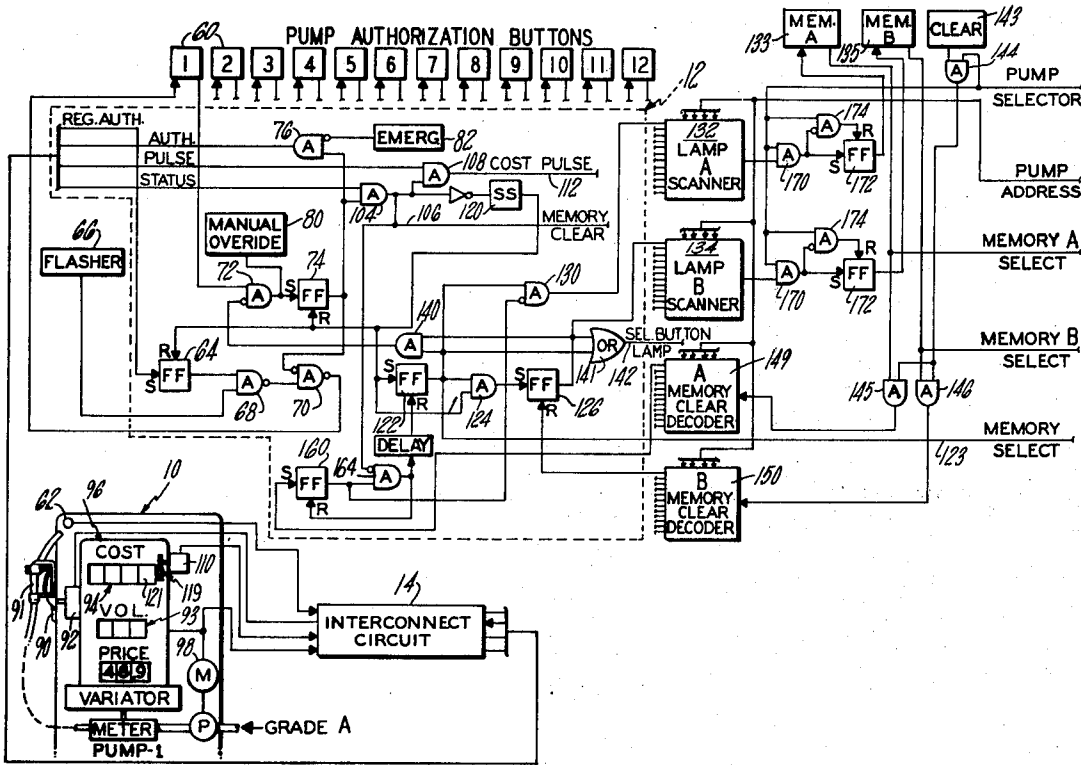 PUMP AUTHORIZATION BUTTONS
60
1 2 3 4 5 6 7 8 9 10 11 12
12
133
MEM. A
135
MEM. B
CLEAR
143
A
144
PUMP SELECTOR
REG. AUTH.
AUTH.
PULSE
STATUS
76
A
EMERG
82
A
108
COST PULSE
112
A
104
120
SS
106
MEMORY CLEAR
132
LAMP A SCANNER
A
174
R
A
170
S
FF
172
PUMP ADDRESS
66
FLASHER
MANUAL OVERIDE
80
72
A
S
74
FF
R
A
130
134
LAMP B SCANNER
A
174
R
A
170
S
FF
172
MEMORY A SELECT
140
A
OR
141
SEL. BUTTON LAMP
142
R
64
S
FF
A
68
A
70
S
FF
122
R
A
124
S
FF
126
R
A MEMORY CLEAR DECODER
149
MEMORY B SELECT
145
A
A
146
MEMORY SELECT
123
DELAY
160
S
FF
R
164
A
B MEMORY CLEAR DECODER
150
10
62
96
COST
110
119
94
121
91
90
92
VOL.
93
PRICE
48.9
98
M
VARIATOR
METER
P
GRADE A
PUMP-1
14
INTERCONNECT CIRCUIT